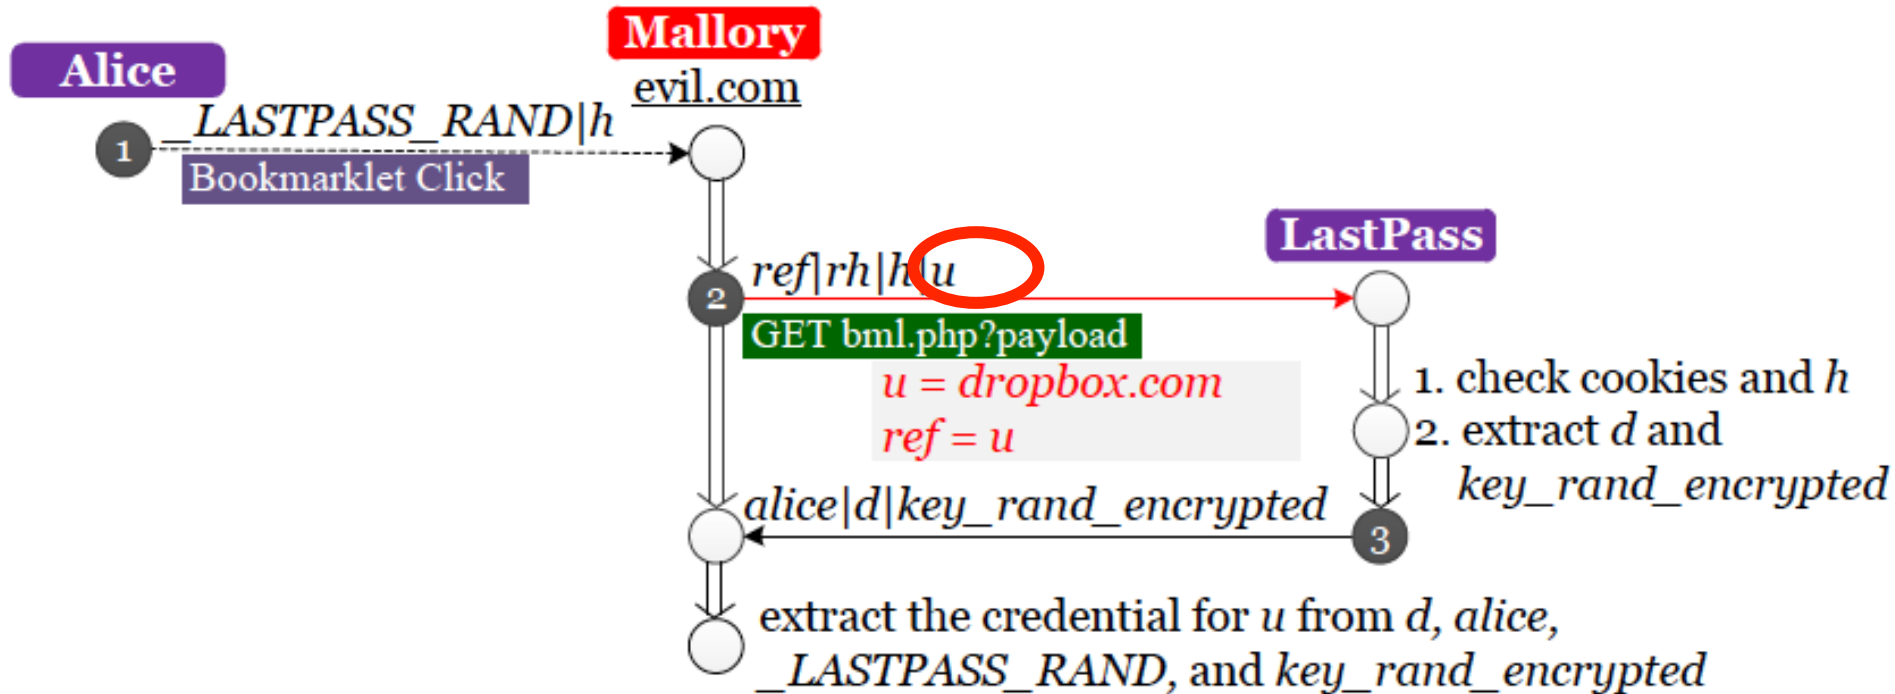 Mallory
Alice
evil.com
_LASTPASS_RAND|h
1
Bookmarklet Click
LastPass
ref|rh|h|u
2
GET bml.php?payload
u = dropbox.com
ref = u
1. check cookies and h
2. extract d and
key_rand_encrypted
alice|d|key_rand_encrypted
3
extract the credential for u from d, alice,
_LASTPASS_RAND, and key_rand_encrypted